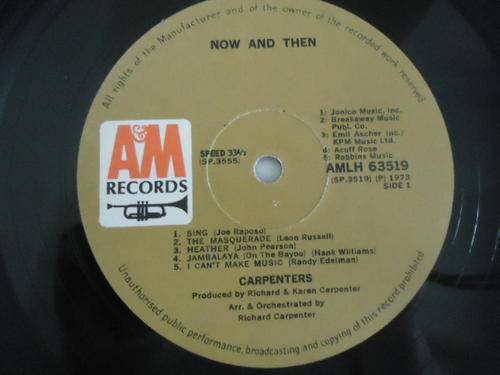 All rights of the Manufacturer and of the owner of the recorded work reserved
NOW AND THEN
1: Jonico Music, Inc.
2: Breakaway Music
Publ. Co.
3: Emil Ascher Inc/
KPM Music Ltd.
4: Acuff Rose
5: Robbins Music
A&M
RECORDS
SPEED 33⅓
(SP.3555)
AMLH 63519
(SP.3519) (P) 1973
SIDE 1
1. SING (Joe Raposo)
2. THE MASQUERADE (Leon Russell)
3. HEATHER (John Pearson)
4. JAMBALAYA (On The Bayou) (Hank Williams)
5. I CAN'T MAKE MUSIC (Randy Edelman)
CARPENTERS
Produced by Richard & Karen Carpenter
Arr. & Orchestrated by
Richard Carpenter
Unauthorised public performance, broadcasting and copying of this record prohibited